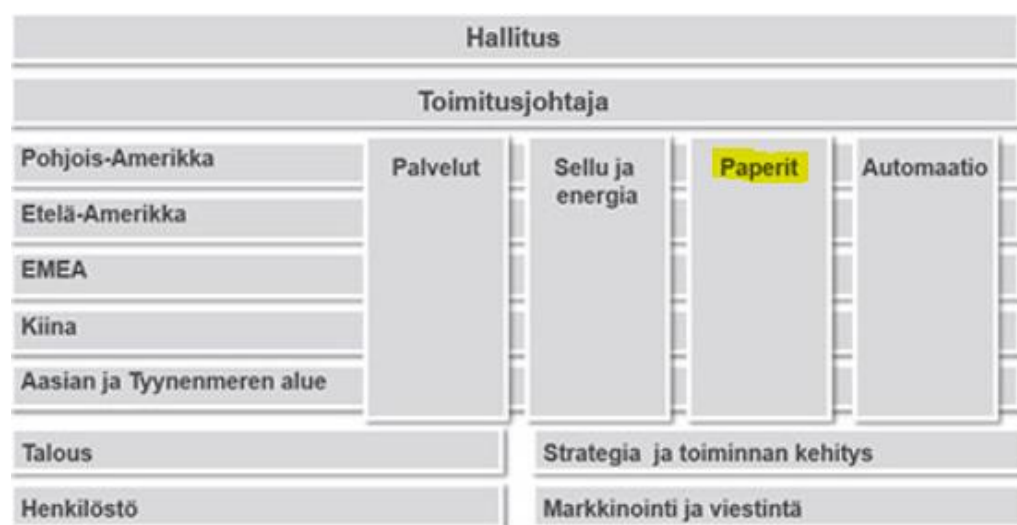 Hallitus
Toimitusjohtaja
Pohjois-Amerikka
Etelä-Amerikka
EMEA
Kiina
Aasian ja Tyynenmeren alue
Palvelut
Sellu ja
energia
Paperit
Automaatio
Talous
Strategia ja toiminnan kehitys
Henkilöstö
Markkinointi ja viestintä